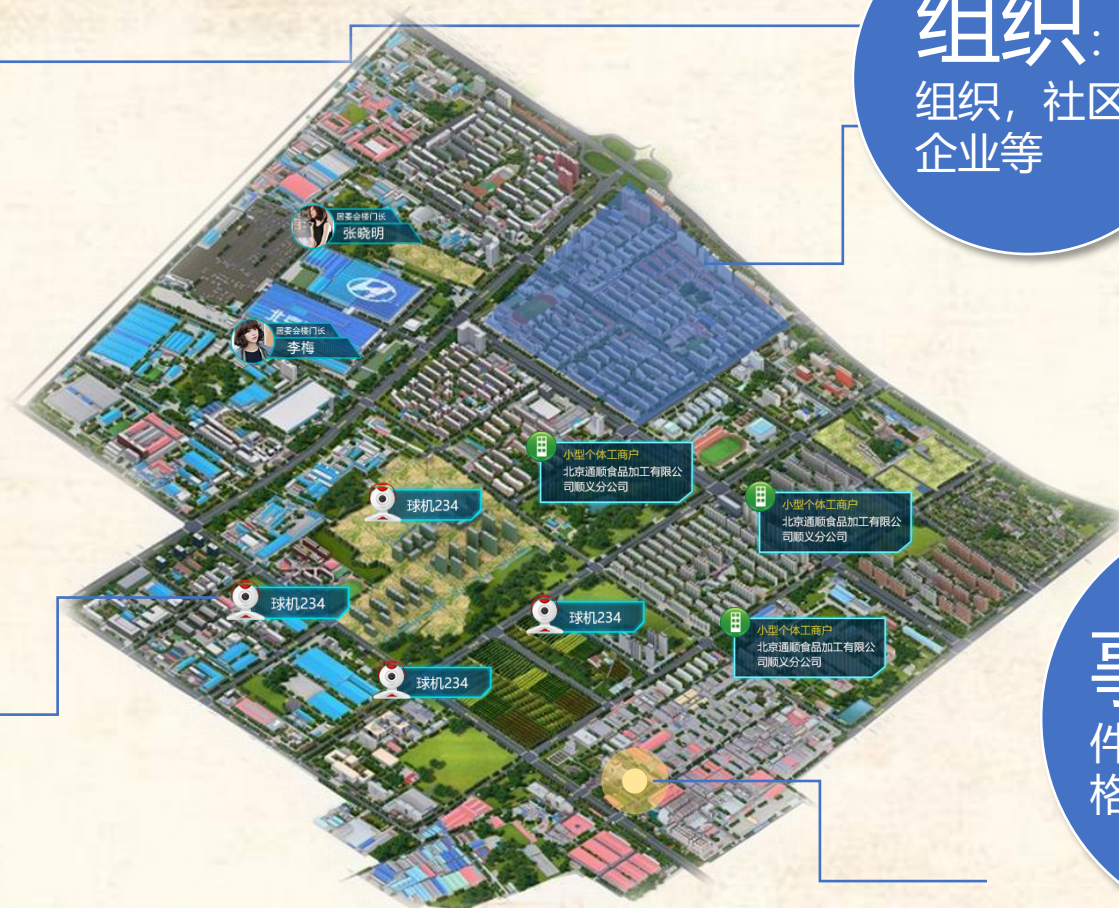 组织:
组织，社区
企业等
居委会楼门长
张晓明
北京
居委会楼门长
李梅
小型个体工商户
北京通顺食品加工有限公
司顺义分公司
球机234
小型个体工商户
北京通顺食品加工有限公
司顺义分公司
球机234
球机234
小型个体工商户
北京通顺食品加工有限公
司顺义分公司
球机234
件
格